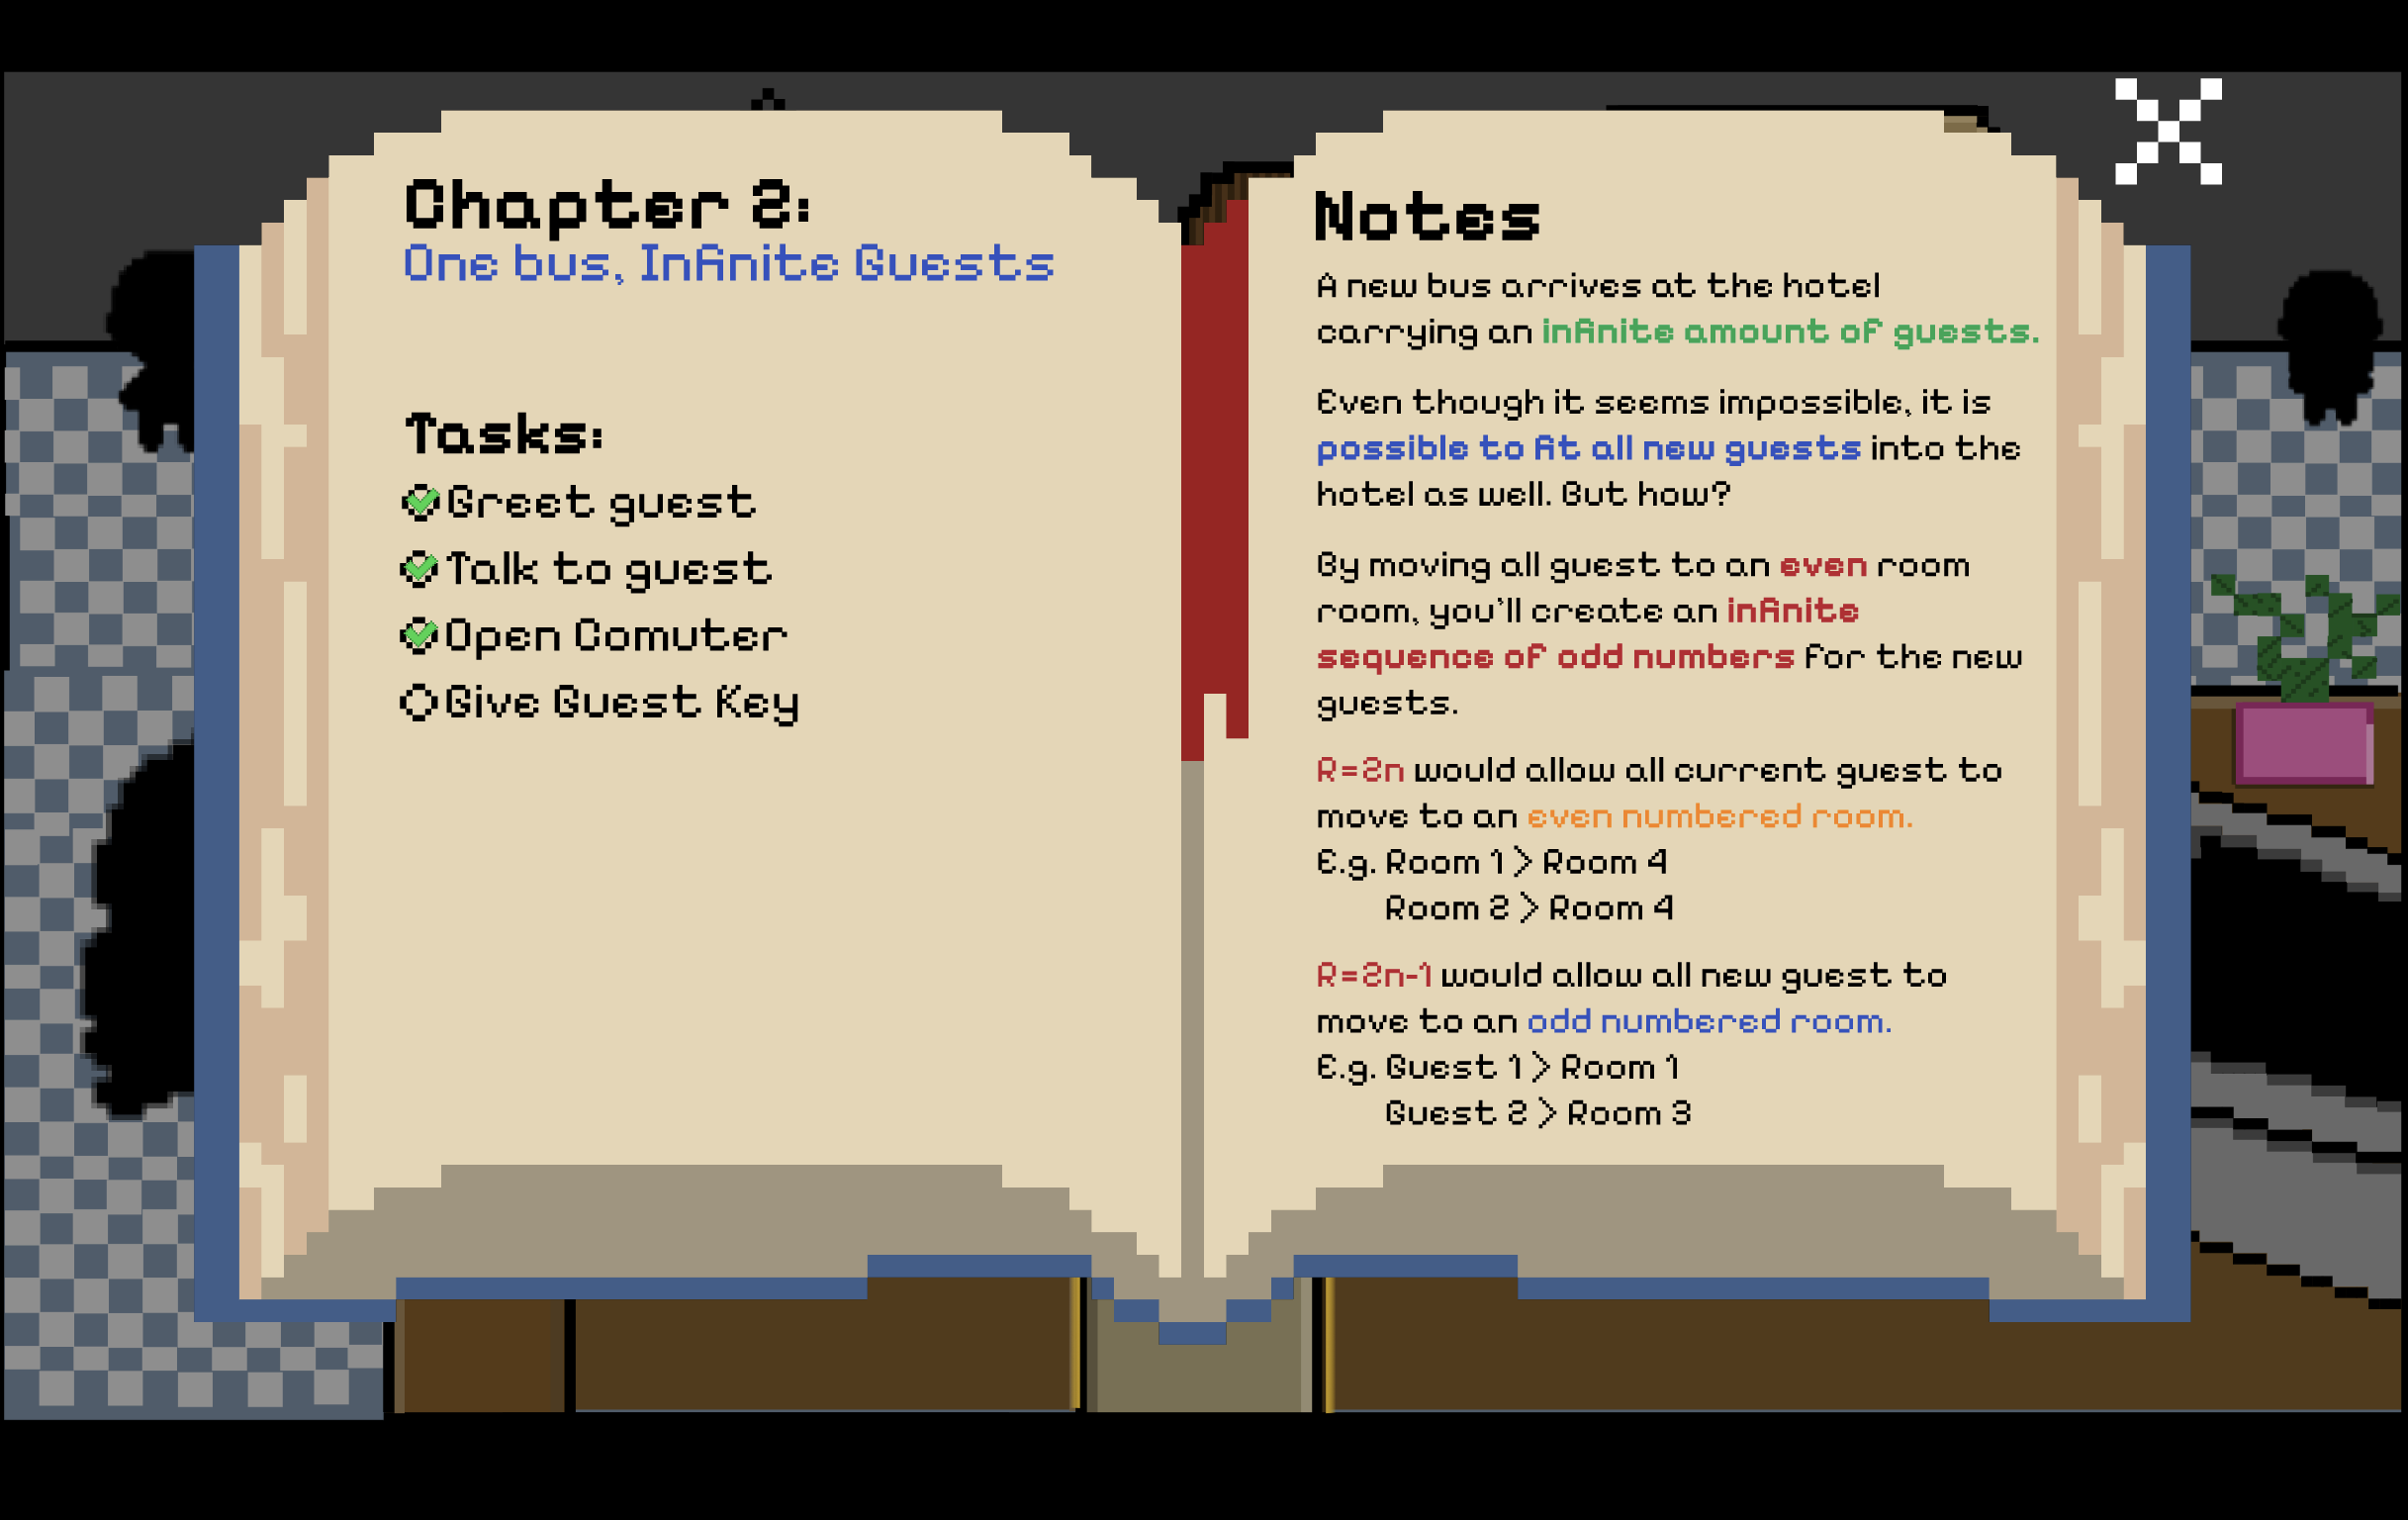 Chapter 2:
One bus, Infinite Guests
Tasks:
Greet guest
Talk to guest
Open Comuter
Give Guest Key
Notes
A new bus arrives at the hotel
carrying an infinite amount of guests.
Even though it seems impossible, it is
possible to fit all new guests into the
hotel as well. But how?
By moving all guest to an even room
room, you'll create an infinite
sequence of odd numbers for the new
guests.
R=2n would allow all current guest to
move to an even numbered room.
E.g. Room 1 > Room 4
Room 2 > Room 4
R=2n-1 would allow all new guest to
move to an odd numbered room.
E.g. Guest 1 > Room 1
Guest 2 > Room 3